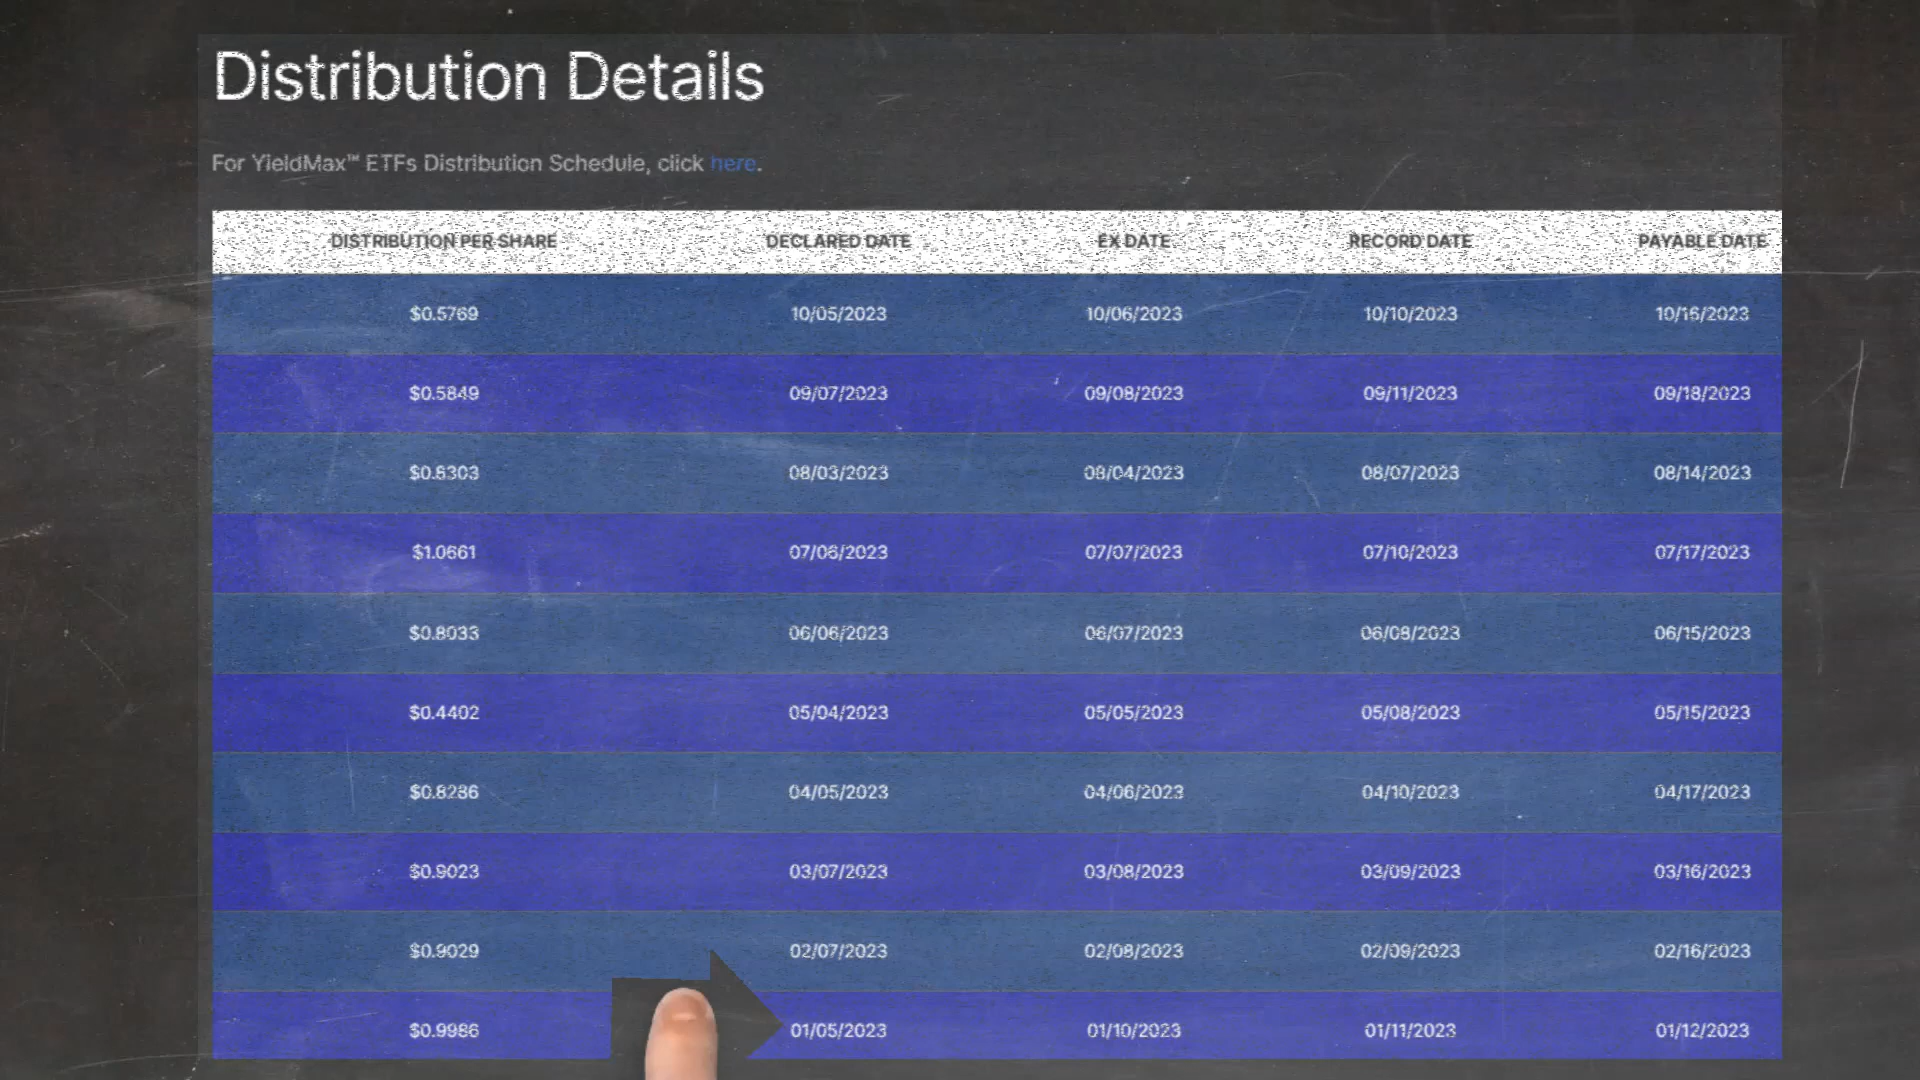 Distribution Details
For YieldMax™ ETFs Distribution Schedule, click here.
DISTRIBUTION PER SHARE DECLARED DATE EX DATE RECORD DATE PAYABLE DATE
$0.5769 10/05/2023 10/06/2023 10/10/2023 10/16/2023
$0.5849 09/07/2023 09/08/2023 09/11/2023 09/18/2023
$0.6303 08/03/2023 08/04/2023 08/07/2023 08/14/2023
$1.0661 07/06/2023 07/07/2023 07/10/2023 07/17/2023
$0.8033 06/06/2023 06/07/2023 06/08/2023 06/15/2023
$0.4402 05/04/2023 05/05/2023 05/08/2023 05/15/2023
$0.8286 04/05/2023 04/06/2023 04/10/2023 04/17/2023
$0.9023 03/07/2023 03/08/2023 03/09/2023 03/16/2023
$0.9029 02/07/2023 02/08/2023 02/09/2023 02/16/2023
$0.9986 01/05/2023 01/10/2023 01/11/2023 01/12/2023